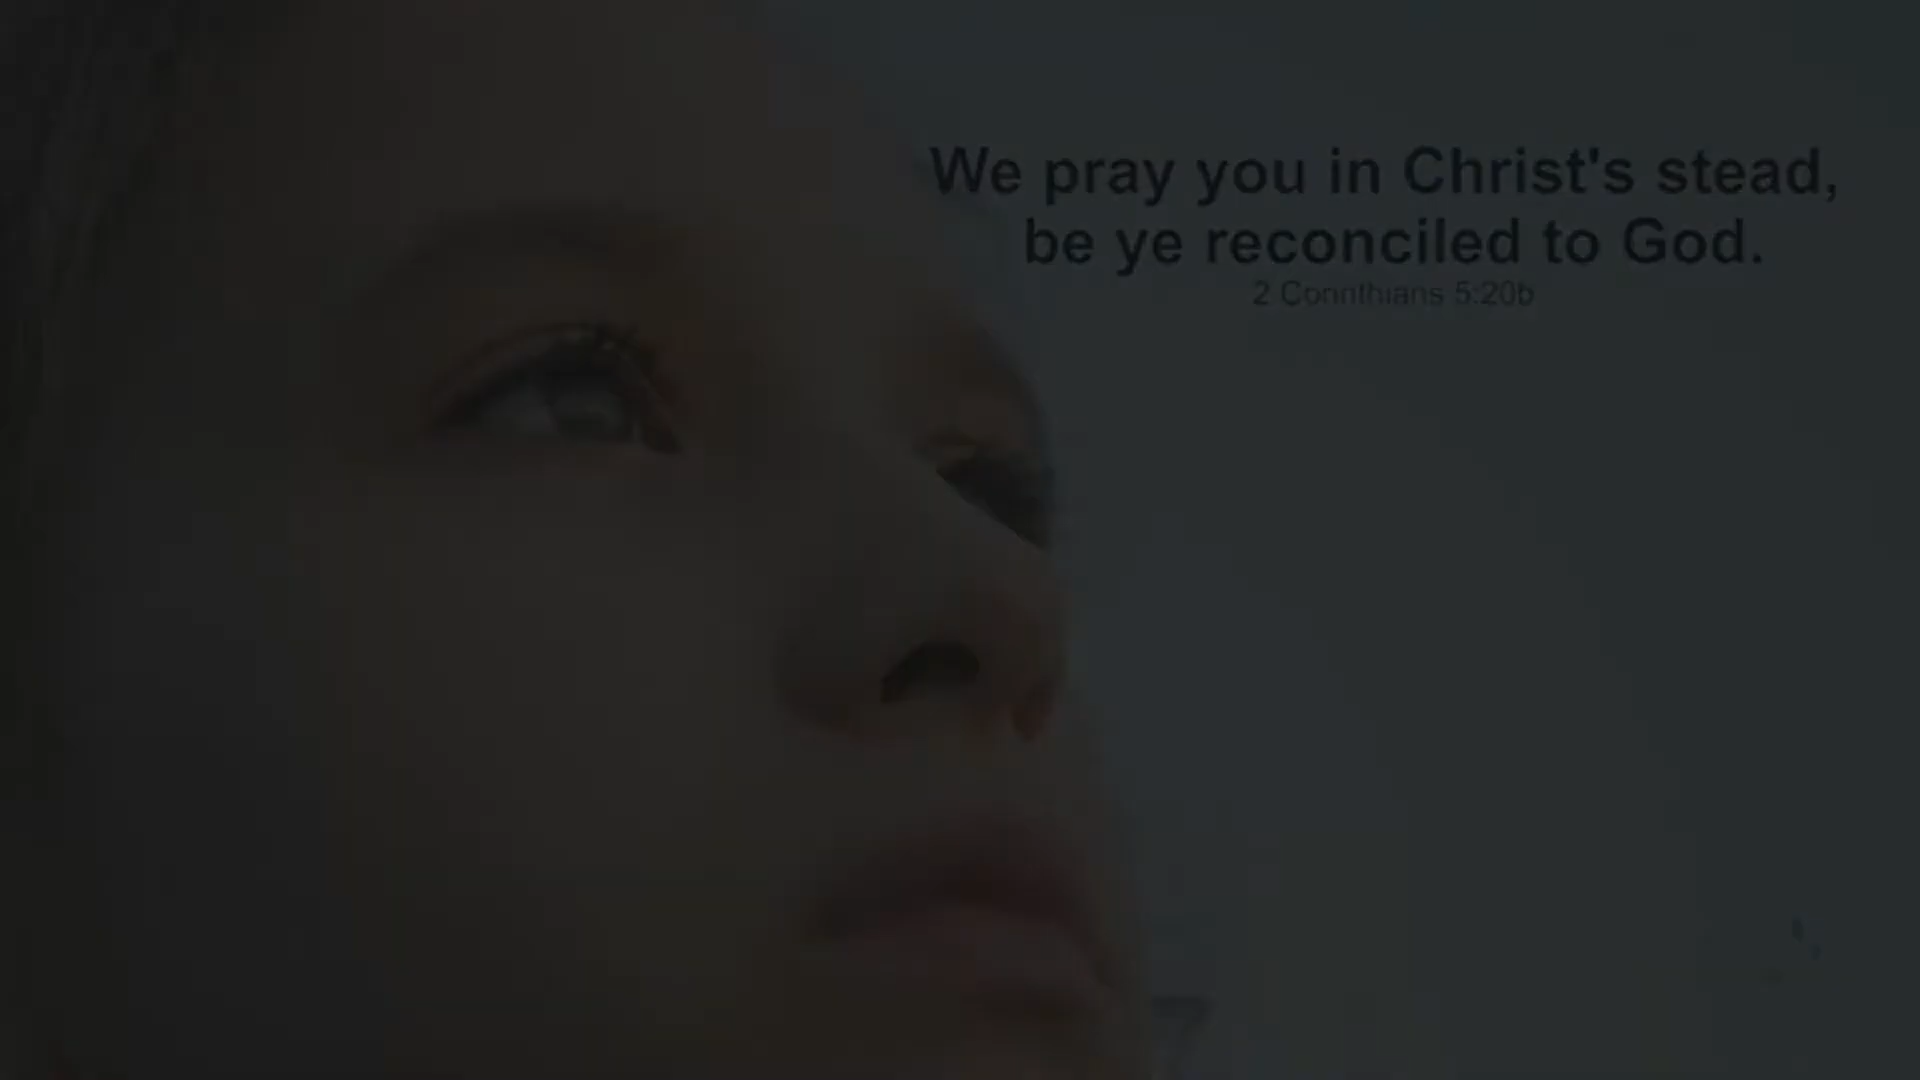 We pray you in Christ's stead,
be ye reconciled to God.
2 Corinthians 5:20b